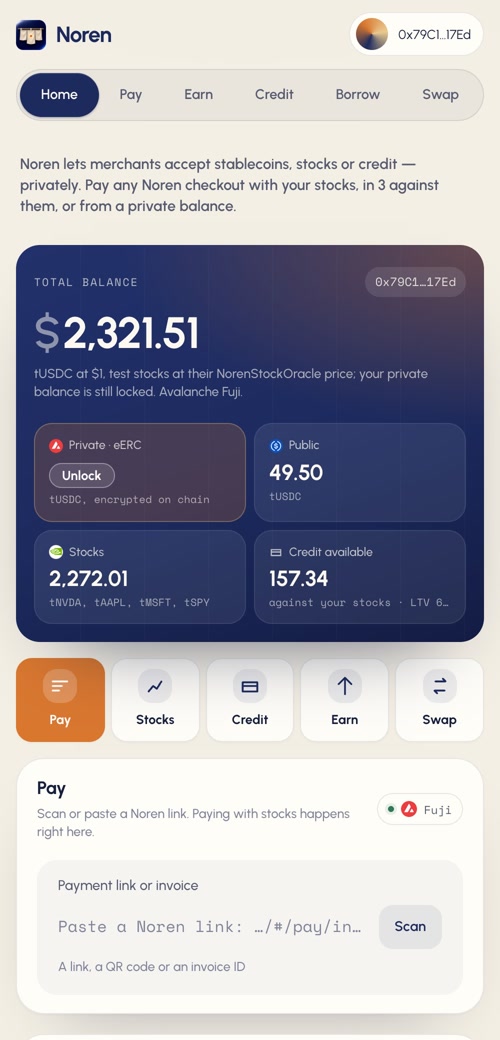 Noren
0x79C1…17Ed
Home
Pay
Earn
Credit
Borrow
Swap
Noren lets merchants accept stablecoins, stocks or credit —
privately. Pay any Noren checkout with your stocks, in 3 against
them, or from a private balance.
TOTAL BALANCE
0x79C1…17Ed
$2,321.51
tUSDC at $1, test stocks at their NorenStockOracle price; your private
balance is still locked. Avalanche Fuji.
Private · eERC
Unlock
tUSDC, encrypted on chain
Public
49.50
tUSDC
Stocks
2,272.01
tNVDA, tAAPL, tMSFT, tSPY
Credit available
157.34
against your stocks · LTV 6…
Pay
Stocks
Credit
Earn
Swap
Pay
Scan or paste a Noren link. Paying with stocks happens
right here.
Fuji
Payment link or invoice
Paste a Noren link: …/#/pay/in…
Scan
A link, a QR code or an invoice ID